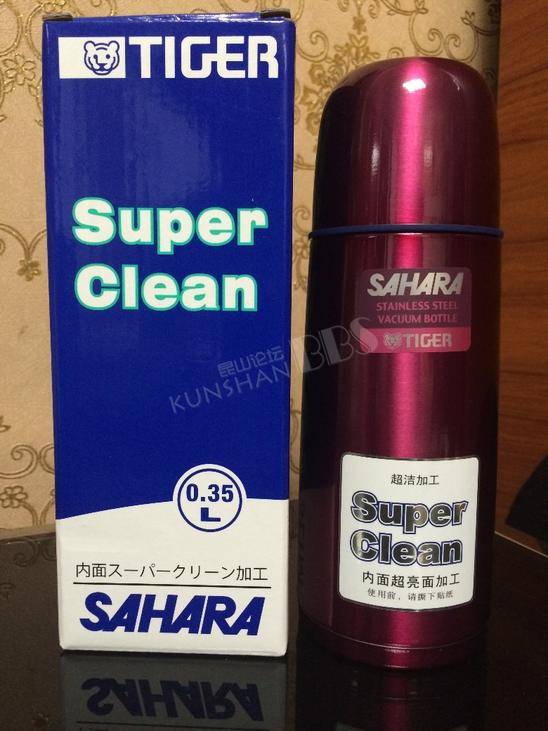 TIGER
Super
Clean
0.35
L
内面スーパークリーン加工
SAHARA
SAHARA
STAINLESS STEEL
VACUUM BOTTLE
TIGER
超洁加工
Super
Clean
内面超亮面加工
使用前，请撕下贴纸
昆山论坛
KUNSHAN BBS
SAHARA